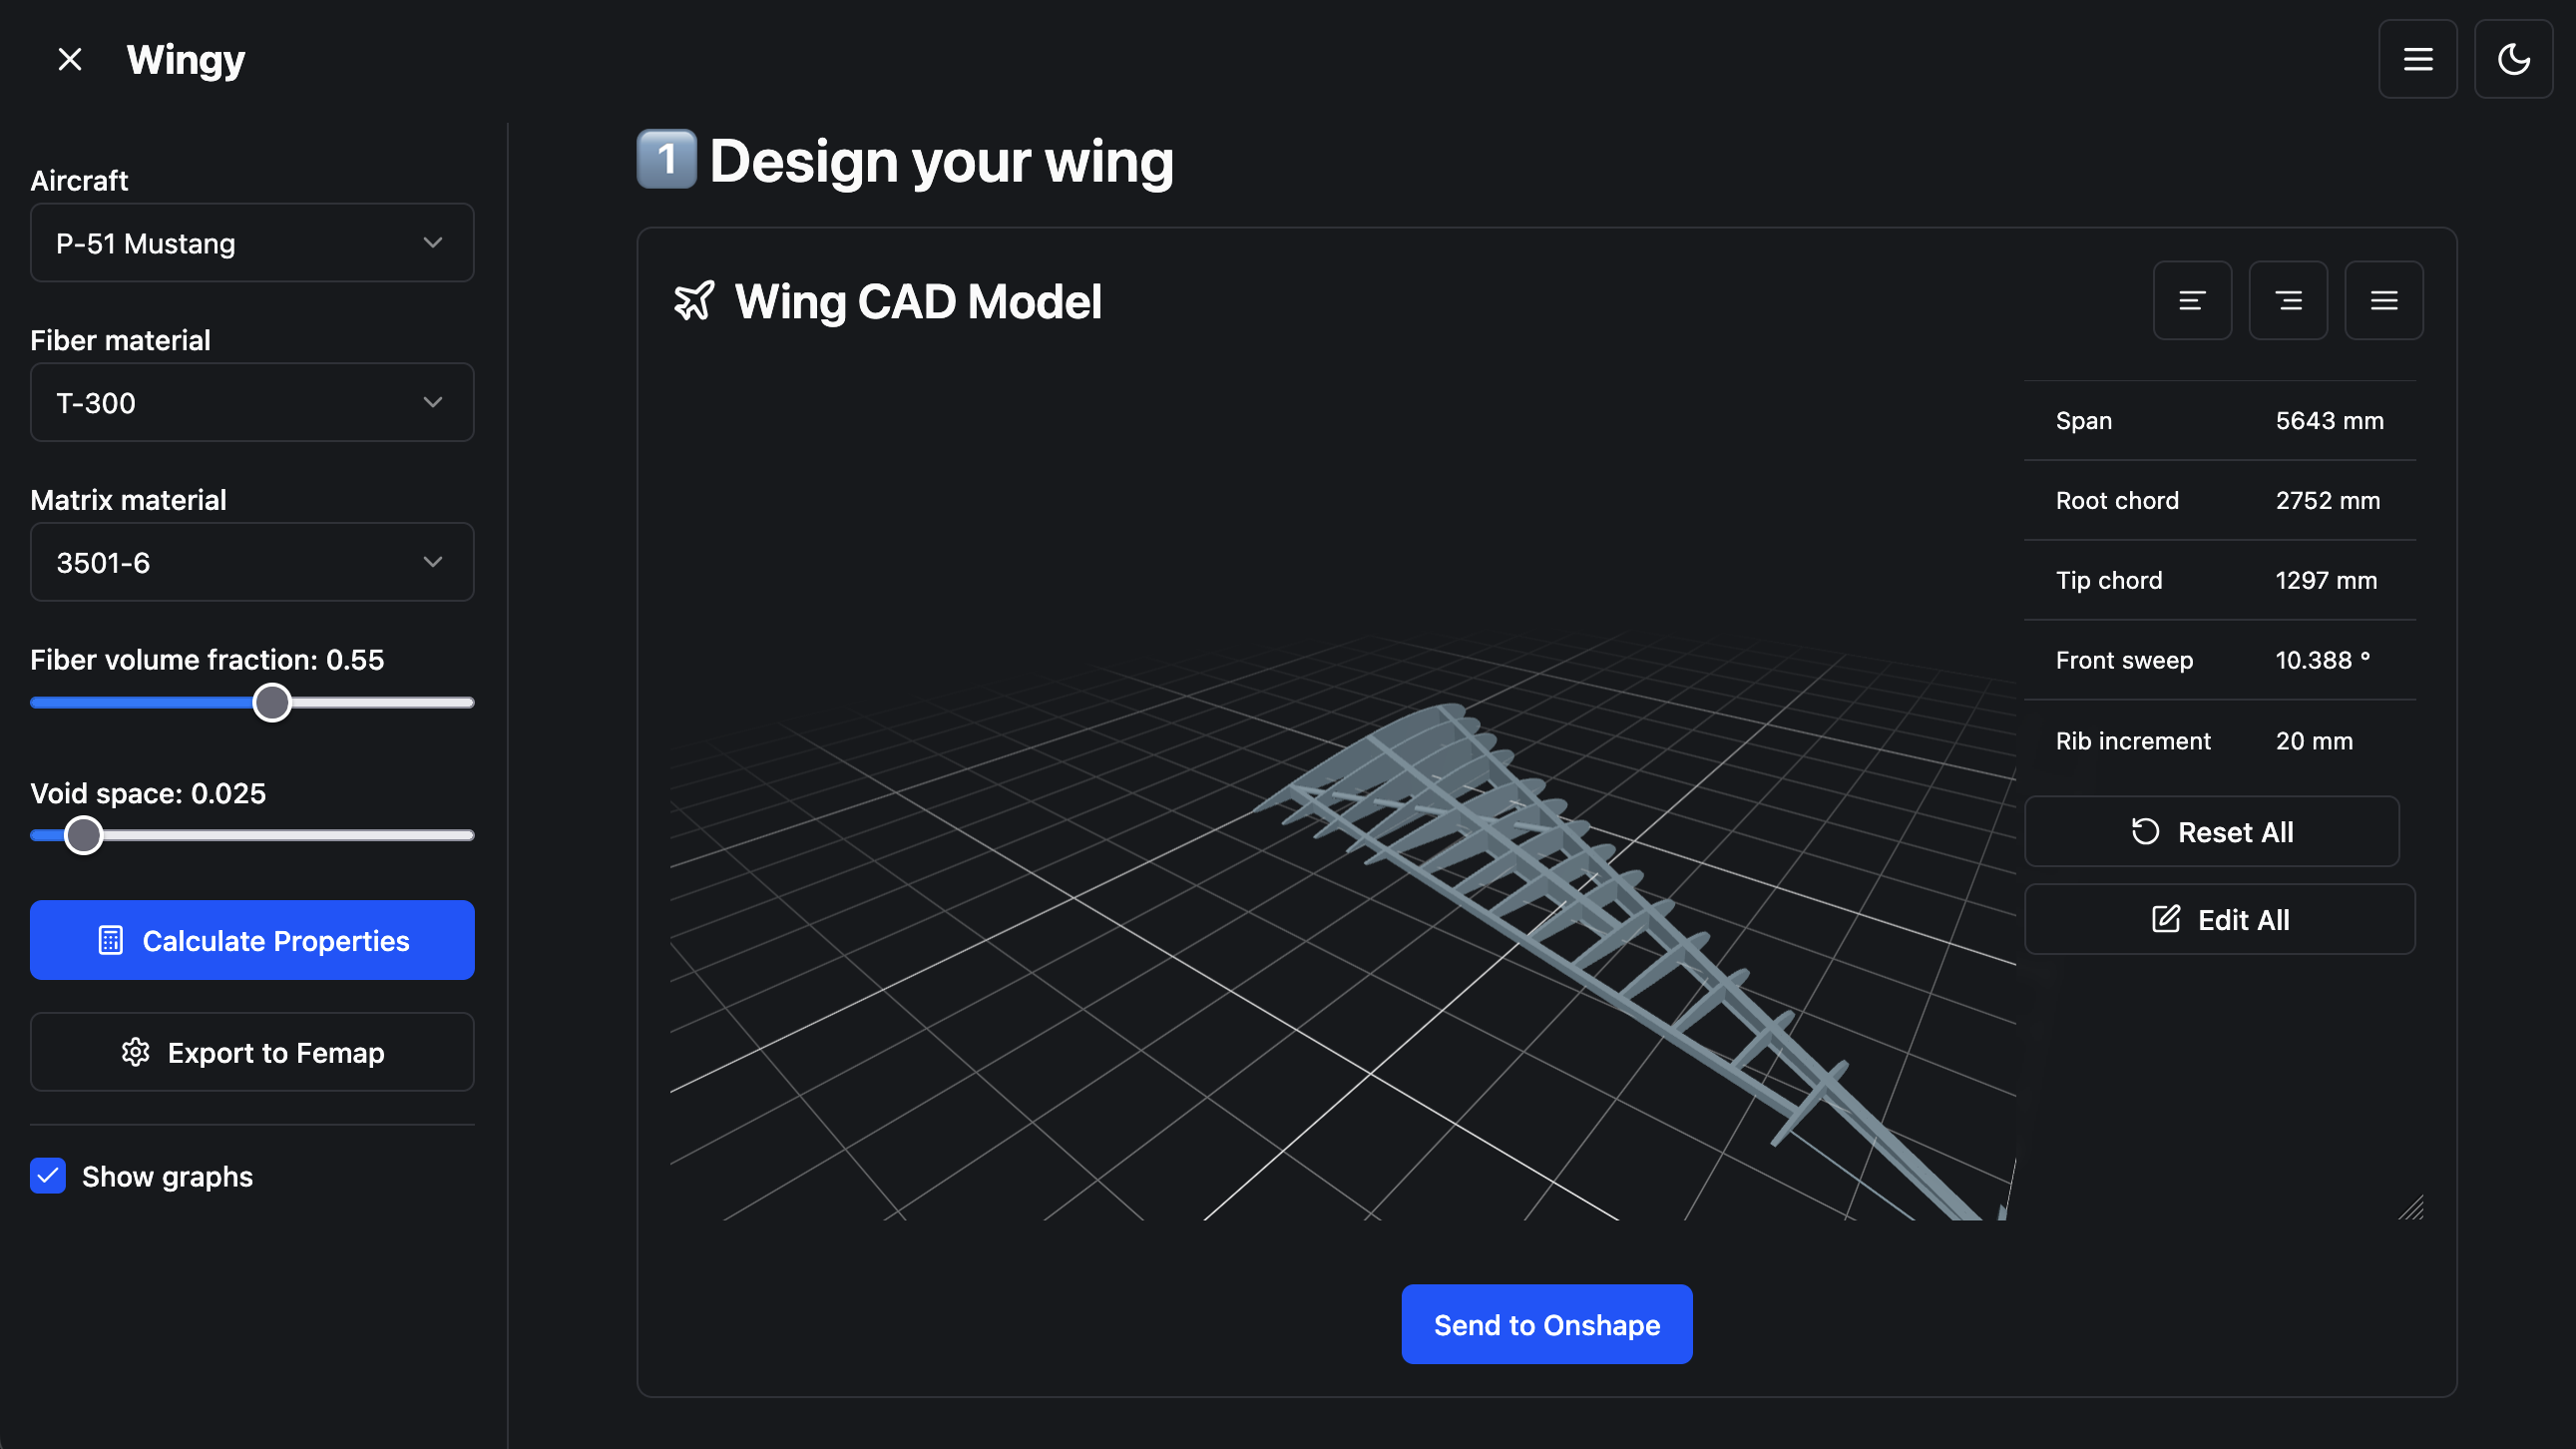 Wingy
Aircraft
P-51 Mustang
Fiber material
T-300
Matrix material
3501-6
Fiber volume fraction: 0.55
Void space: 0.025
Calculate Properties
Export to Femap
Show graphs
1 Design your wing
Wing CAD Model
Span 5643 mm
Root chord 2752 mm
Tip chord 1297 mm
Front sweep 10.388 °
Rib increment 20 mm
Reset All
Edit All
Send to Onshape